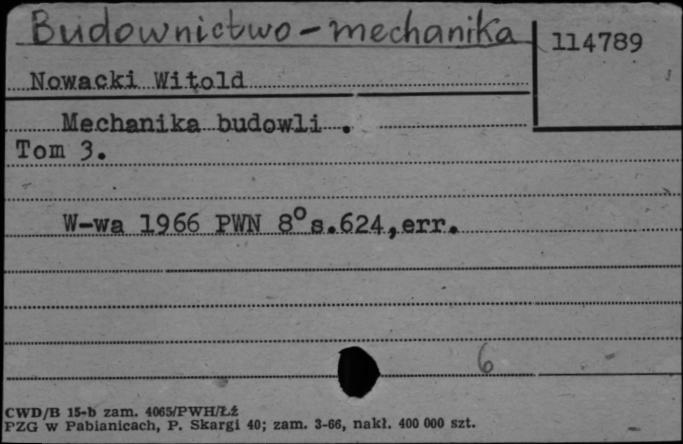 Budownictwo - mechanika
114789
Nowacki Witold
Mechanika budowli.
Tom 3.
W-wa 1966 PWN 8° s.624, err.
6
CWD/B 15-b zam. 4065/PWH/Łź
PZG w Pabianicach, P. Skargi 40; zam. 3-66, nakł. 400 000 szt.